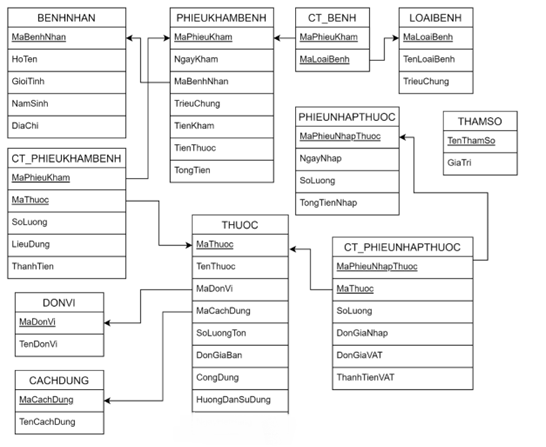 BENHNHAN
MaBenhNhan
HoTen
GioiTinh
NamSinh
DiaChi
PHIEUKHAMBENH
MaPhieuKham
NgayKham
MaBenhNhan
TrieuChung
TienKham
TienThuoc
TongTien
CT_BENH
MaPhieuKham
MaLoaiBenh
LOAIBENH
MaLoaiBenh
TenLoaiBenh
TrieuChung
PHIEUNHAPTHUOC
MaPhieuNhapThuoc
NgayNhap
SoLuong
TongTienNhap
THAMSO
TenThamSo
GiaTri
CT_PHIEUKHAMBENH
MaPhieuKham
MaThuoc
SoLuong
LieuDung
ThanhTien
THUOC
MaThuoc
TenThuoc
MaDonVi
MaCachDung
SoLuongTon
DonGiaBan
CongDung
HuongDanSuDung
CT_PHIEUNHAPTHUOC
MaPhieuNhapThuoc
MaThuoc
SoLuong
DonGiaNhap
DonGiaVAT
ThanhTienVAT
DONVI
MaDonVi
TenDonVi
CACHDUNG
MaCachDung
TenCachDung